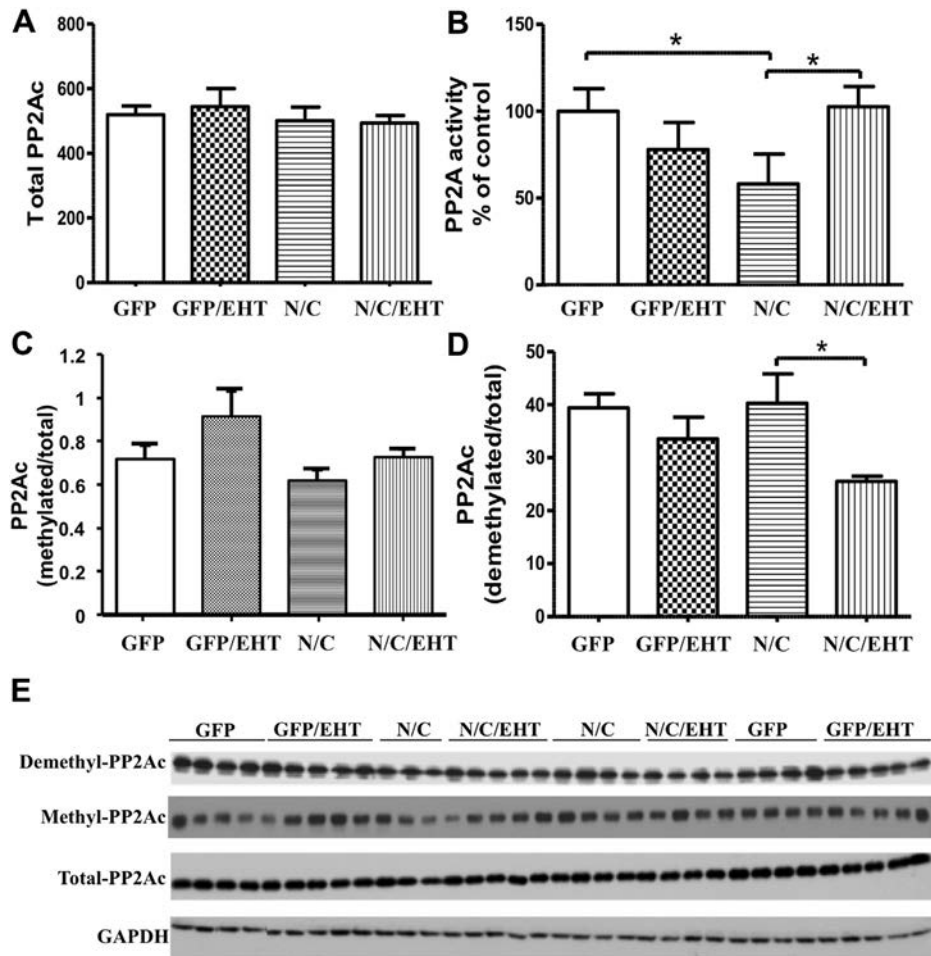 A
Total PP2Ac
800
600
400
200
0
GFP GFP/EHT N/C N/C/EHT
B
PP2A activity
% of control
150
100
50
0
* *
GFP GFP/EHT N/C N/C/EHT
C
PP2Ac
(methylated/total)
1.2
1
0.8
0.6
0.4
0.2
0
GFP GFP/EHT N/C N/C/EHT
D
PP2Ac
(demethylated/total)
50
40
30
20
10
0
*
GFP GFP/EHT N/C N/C/EHT
E
GFP GFP/EHT N/C N/C/EHT N/C N/C/EHT GFP GFP/EHT
Demethyl-PP2Ac
Methyl-PP2Ac
Total-PP2Ac
GAPDH